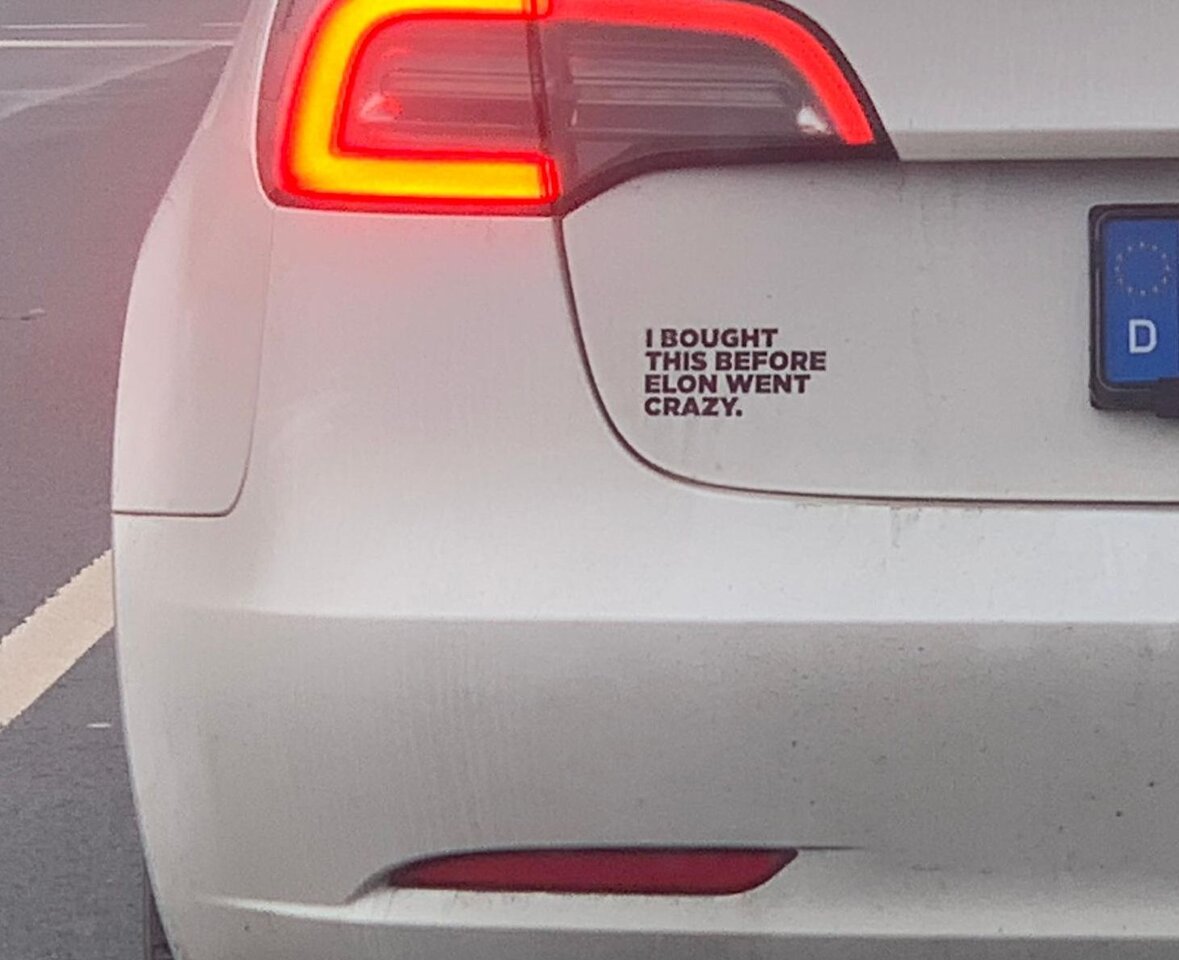 I BOUGHT
THIS BEFORE
ELON WENT
CRAZY.
D